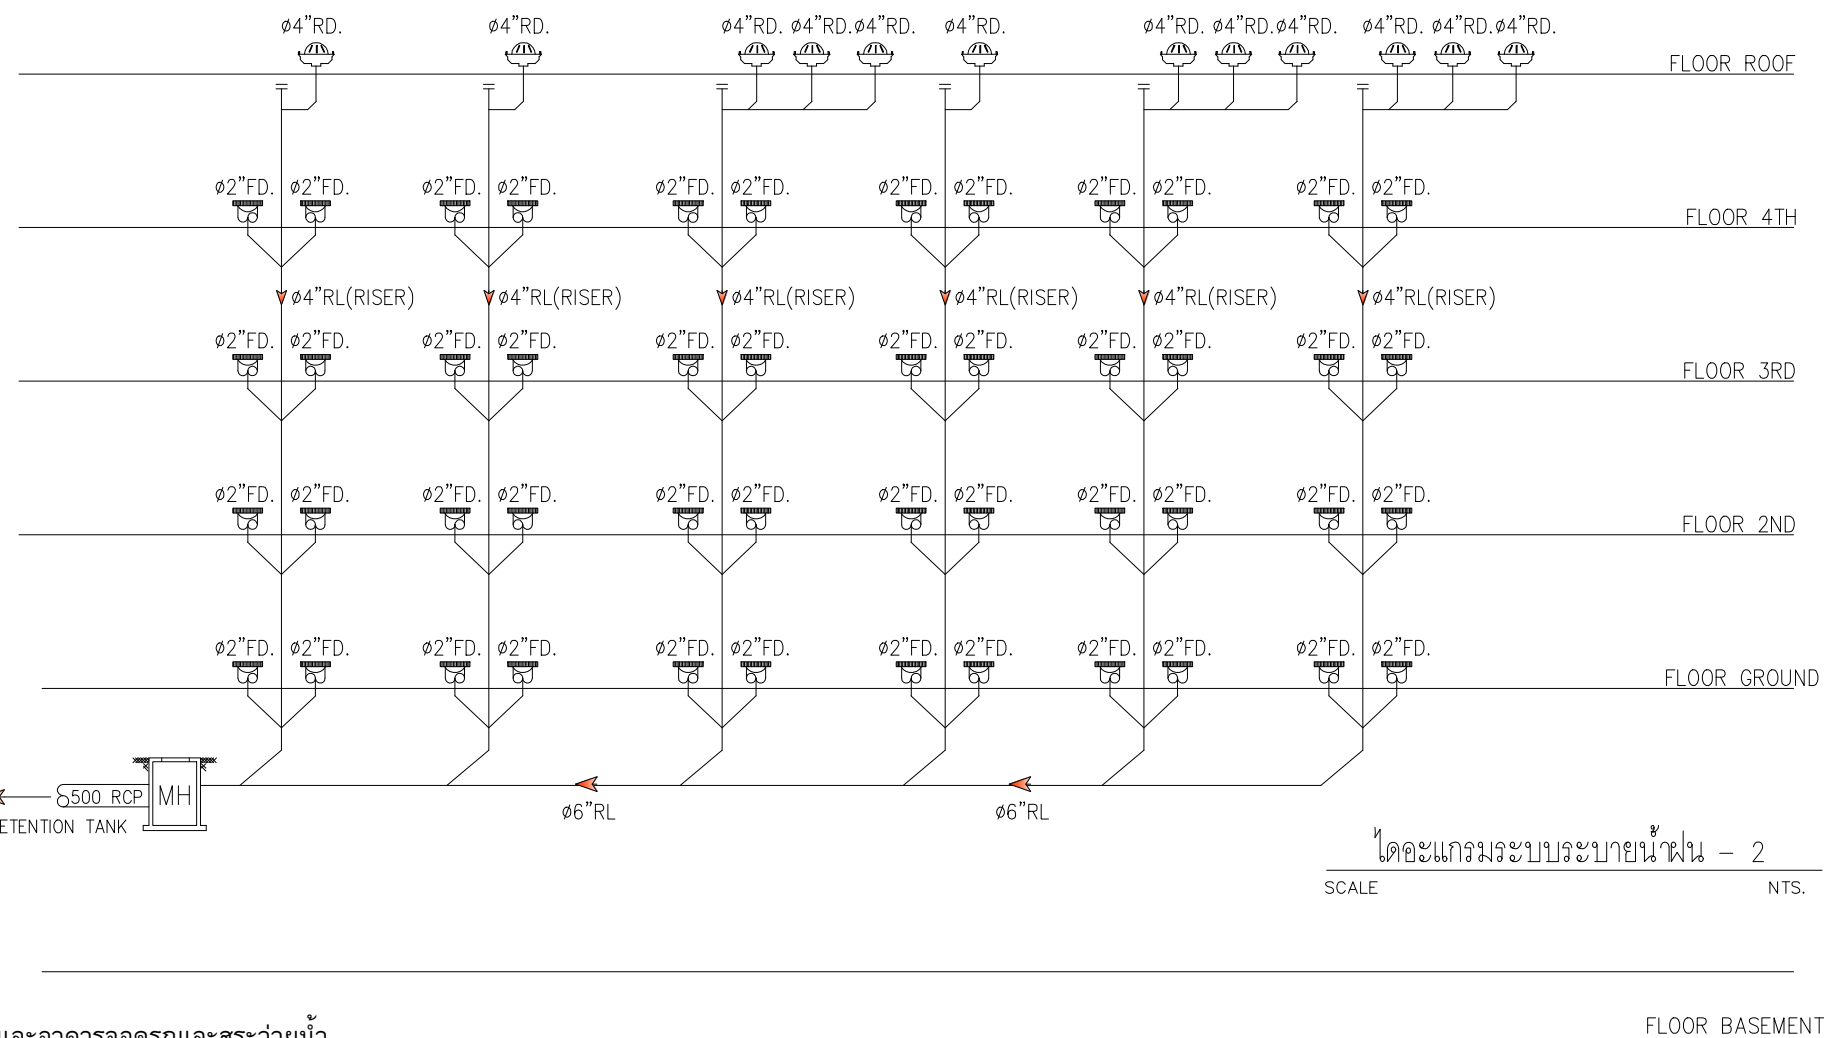 ø4"RD. ø4"RD. ø4"RD. ø4"RD. ø4"RD. ø4"RD. ø4"RD. ø4"RD. ø4"RD. ø4"RD. ø4"RD. ø4"RD.
FLOOR ROOF
ø2"FD. ø2"FD. ø2"FD. ø2"FD. ø2"FD. ø2"FD. ø2"FD. ø2"FD. ø2"FD. ø2"FD. ø2"FD. ø2"FD.
FLOOR 4TH
ø4"RL(RISER) ø4"RL(RISER) ø4"RL(RISER) ø4"RL(RISER) ø4"RL(RISER) ø4"RL(RISER)
ø2"FD. ø2"FD. ø2"FD. ø2"FD. ø2"FD. ø2"FD. ø2"FD. ø2"FD. ø2"FD. ø2"FD. ø2"FD. ø2"FD.
FLOOR 3RD
ø2"FD. ø2"FD. ø2"FD. ø2"FD. ø2"FD. ø2"FD. ø2"FD. ø2"FD. ø2"FD. ø2"FD. ø2"FD. ø2"FD.
FLOOR 2ND
ø2"FD. ø2"FD. ø2"FD. ø2"FD. ø2"FD. ø2"FD. ø2"FD. ø2"FD. ø2"FD. ø2"FD. ø2"FD. ø2"FD.
FLOOR GROUND
500 RCP MH
ø6"RL ø6"RL
ETENTION TANK
ไดอะแกรมระบบระบายน้ำฝน - 2
SCALE NTS.
FLOOR BASEMENT